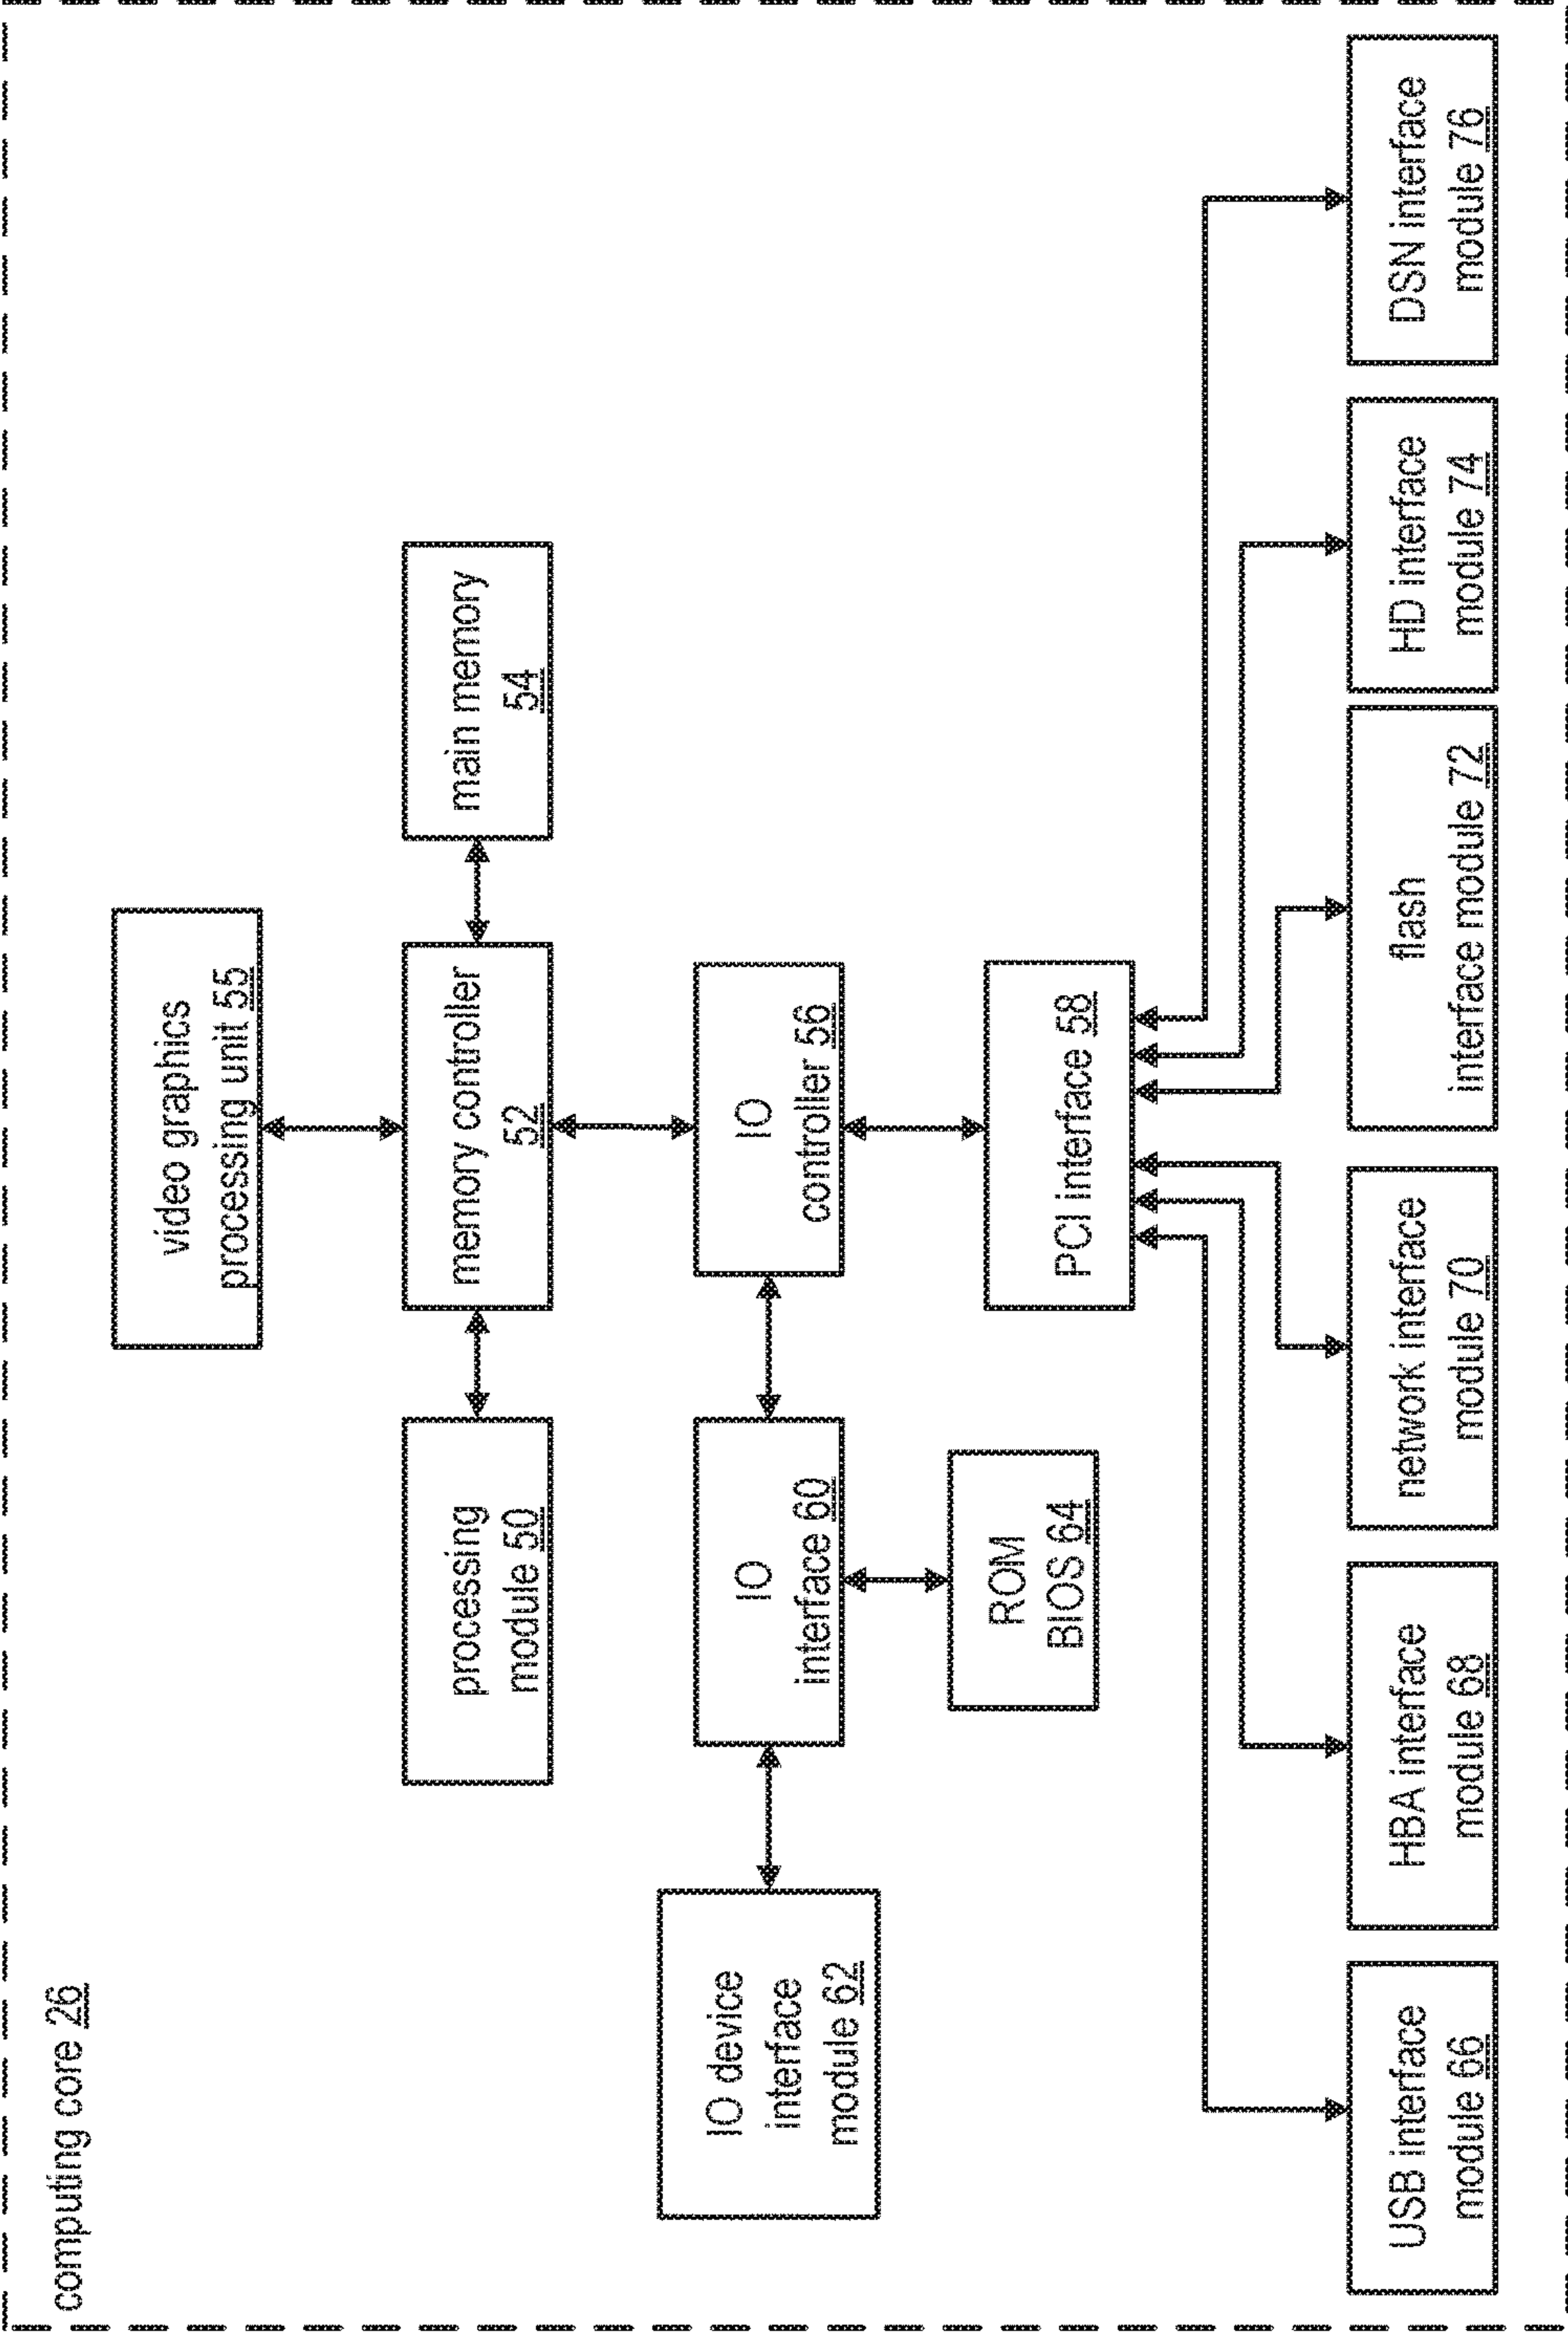 computing core 26
video graphics
processing unit 55
processing
module 50
memory controller
52
main memory
54
IO device
interface
module 62
IO
interface 60
IO
controller 56
ROM
BIOS 64
PCI interface 58
USB interface
module 66
HBA interface
module 68
network interface
module 70
flash
interface module 72
HD interface
module 74
DSN interface
module 76